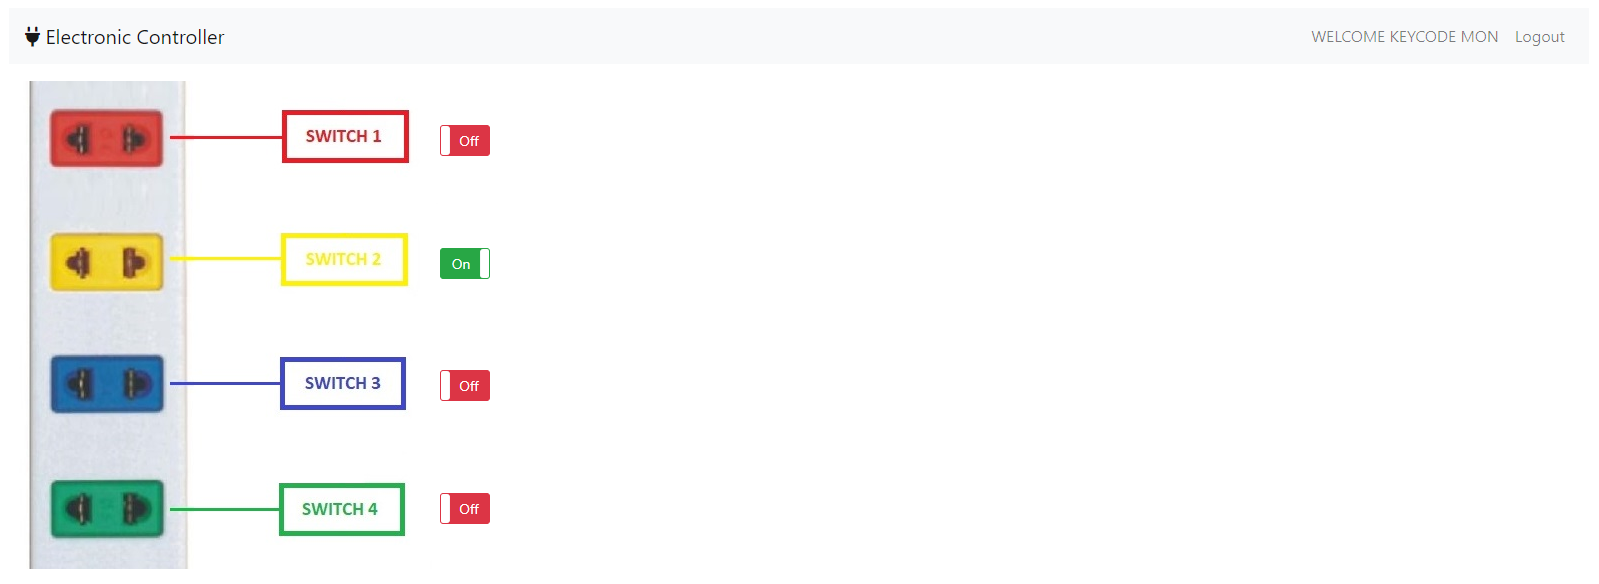 Electronic Controller
WELCOME KEYCODE MON Logout
SWITCH 1 Off
SWITCH 2 On
SWITCH 3 Off
SWITCH 4 Off